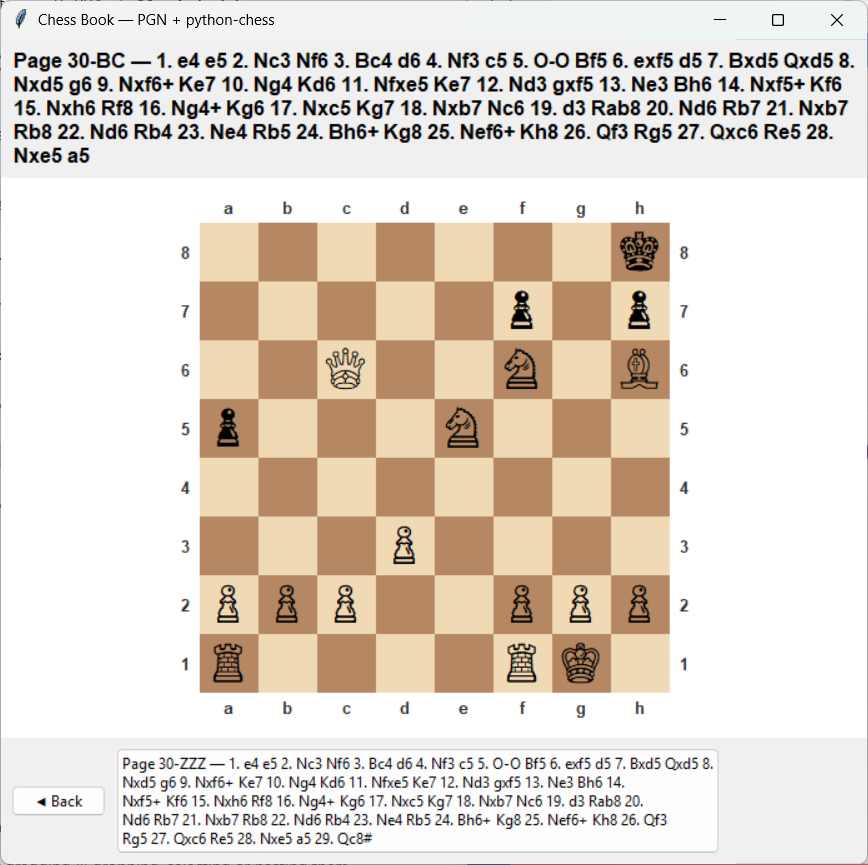 Chess Book — PGN + python-chess
Page 30-BC — 1. e4 e5 2. Nc3 Nf6 3. Bc4 d6 4. Nf3 c5 5. O-O Bf5 6. exf5 d5 7. Bxd5 Qxd5 8.
Nxd5 g6 9. Nxf6+ Ke7 10. Ng4 Kd6 11. Nfxe5 Ke7 12. Nd3 gxf5 13. Ne3 Bh6 14. Nxf5+ Kf6
15. Nxh6 Rf8 16. Ng4+ Kg6 17. Nxc5 Kg7 18. Nxb7 Nc6 19. d3 Rab8 20. Nd6 Rb7 21. Nxb7
Rb8 22. Nd6 Rb4 23. Ne4 Rb5 24. Bh6+ Kg8 25. Nef6+ Kh8 26. Qf3 Rg5 27. Qxc6 Re5 28.
Nxe5 a5
a b c d e f g h
8 8
7 7
6 6
5 5
4 4
3 3
2 2
1 1
a b c d e f g h
◄ Back
Page 30-ZZZ — 1. e4 e5 2. Nc3 Nf6 3. Bc4 d6 4. Nf3 c5 5. O-O Bf5 6. exf5 d5 7. Bxd5 Qxd5 8.
Nxd5 g6 9. Nxf6+ Ke7 10. Ng4 Kd6 11. Nfxe5 Ke7 12. Nd3 gxf5 13. Ne3 Bh6 14.
Nxf5+ Kf6 15. Nxh6 Rf8 16. Ng4+ Kg6 17. Nxc5 Kg7 18. Nxb7 Nc6 19. d3 Rab8 20.
Nd6 Rb7 21. Nxb7 Rb8 22. Nd6 Rb4 23. Ne4 Rb5 24. Bh6+ Kg8 25. Nef6+ Kh8 26. Qf3
Rg5 27. Qxc6 Re5 28. Nxe5 a5 29. Qc8#